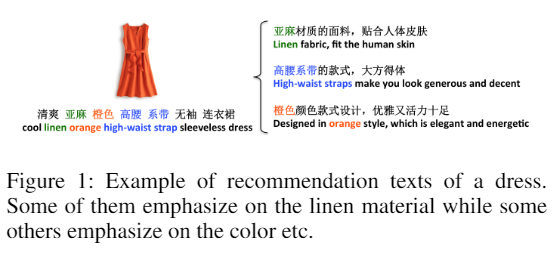 亚麻材质的面料，贴合人体皮肤
Linen fabric, fit the human skin
高腰系带的款式，大方得体
High-waist straps make you look generous and decent
橙色颜色款式设计，优雅又活力十足
Designed in orange style, which is elegant and energetic
清爽 亚麻 橙色 高腰 系带 无袖 连衣裙
cool linen orange high-waist strap sleeveless dress
Figure 1: Example of recommendation texts of a dress.
Some of them emphasize on the linen material while some
others emphasize on the color etc.